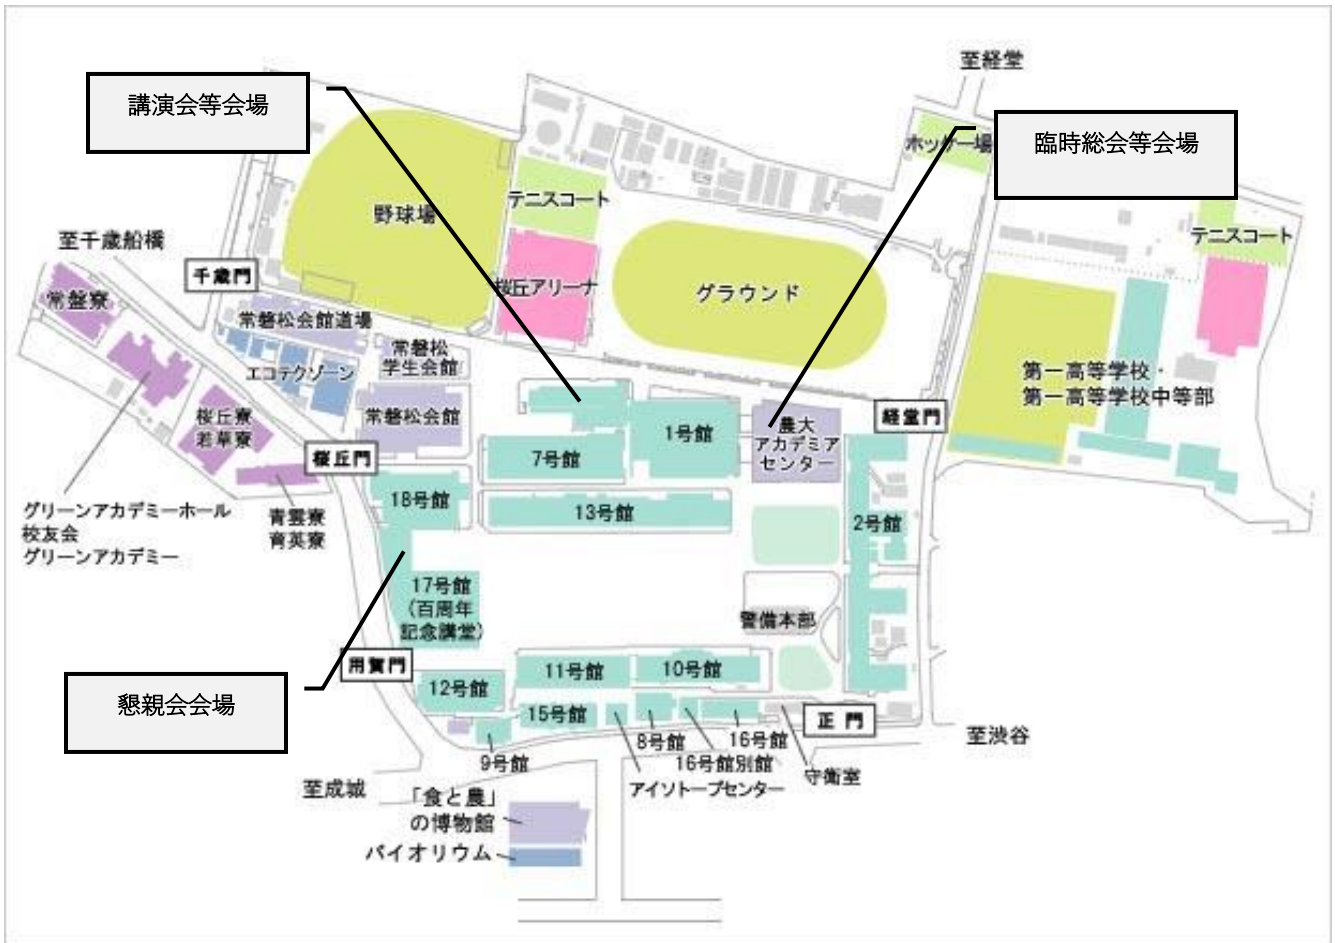 至経堂
講演会等会場
臨時総会等会場
ホッケー場
テニスコート
野球場
テニスコート
至千歳船橋
千歳門
桜丘アリーナ
グラウンド
常盤寮
常磐松会館道場
常磐松
学生会館
エコテクゾーン
第一高等学校・
第一高等学校中等部
桜丘寮
若草寮
常磐松会館
1号館
農大
アカデミア
センター
経堂門
桜丘門
7号館
18号館
13号館
2号館
グリーンアカデミーホール
校友会
グリーンアカデミー
青雲寮
育英寮
17号館
(百周年
記念講堂)
警備本部
用賀門
11号館
10号館
12号館
懇親会会場
15号館
正門
8号館
16号館
至渋谷
9号館
16号館別館
守衛室
至成城
アイソトープセンター
「食と農」
の博物館
バイオリウム